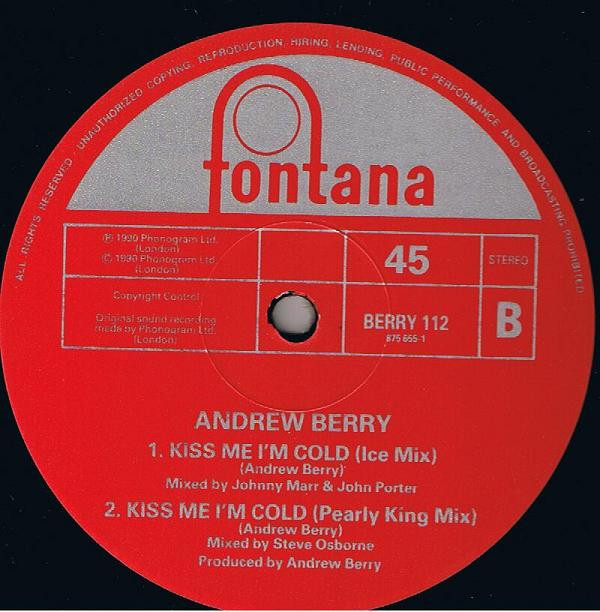 ALL RIGHTS RESERVED. UNAUTHORIZED COPYING, REPRODUCTION, HIRING, LENDING, PUBLIC PERFORMANCE AND BROADCASTING PROHIBITED
fontana
℗ 1990 Phonogram Ltd.
(London)
© 1990 Phonogram Ltd.
(London)
45
STEREO
Copyright Control
Original sound recording
made by Phonogram Ltd.
(London)
BERRY 112
875 655-1
B
ANDREW BERRY
1. KISS ME I'M COLD (Ice Mix)
(Andrew Berry)
Mixed by Johnny Marr & John Porter
2. KISS ME I'M COLD (Pearly King Mix)
(Andrew Berry)
Mixed by Steve Osborne
Produced by Andrew Berry